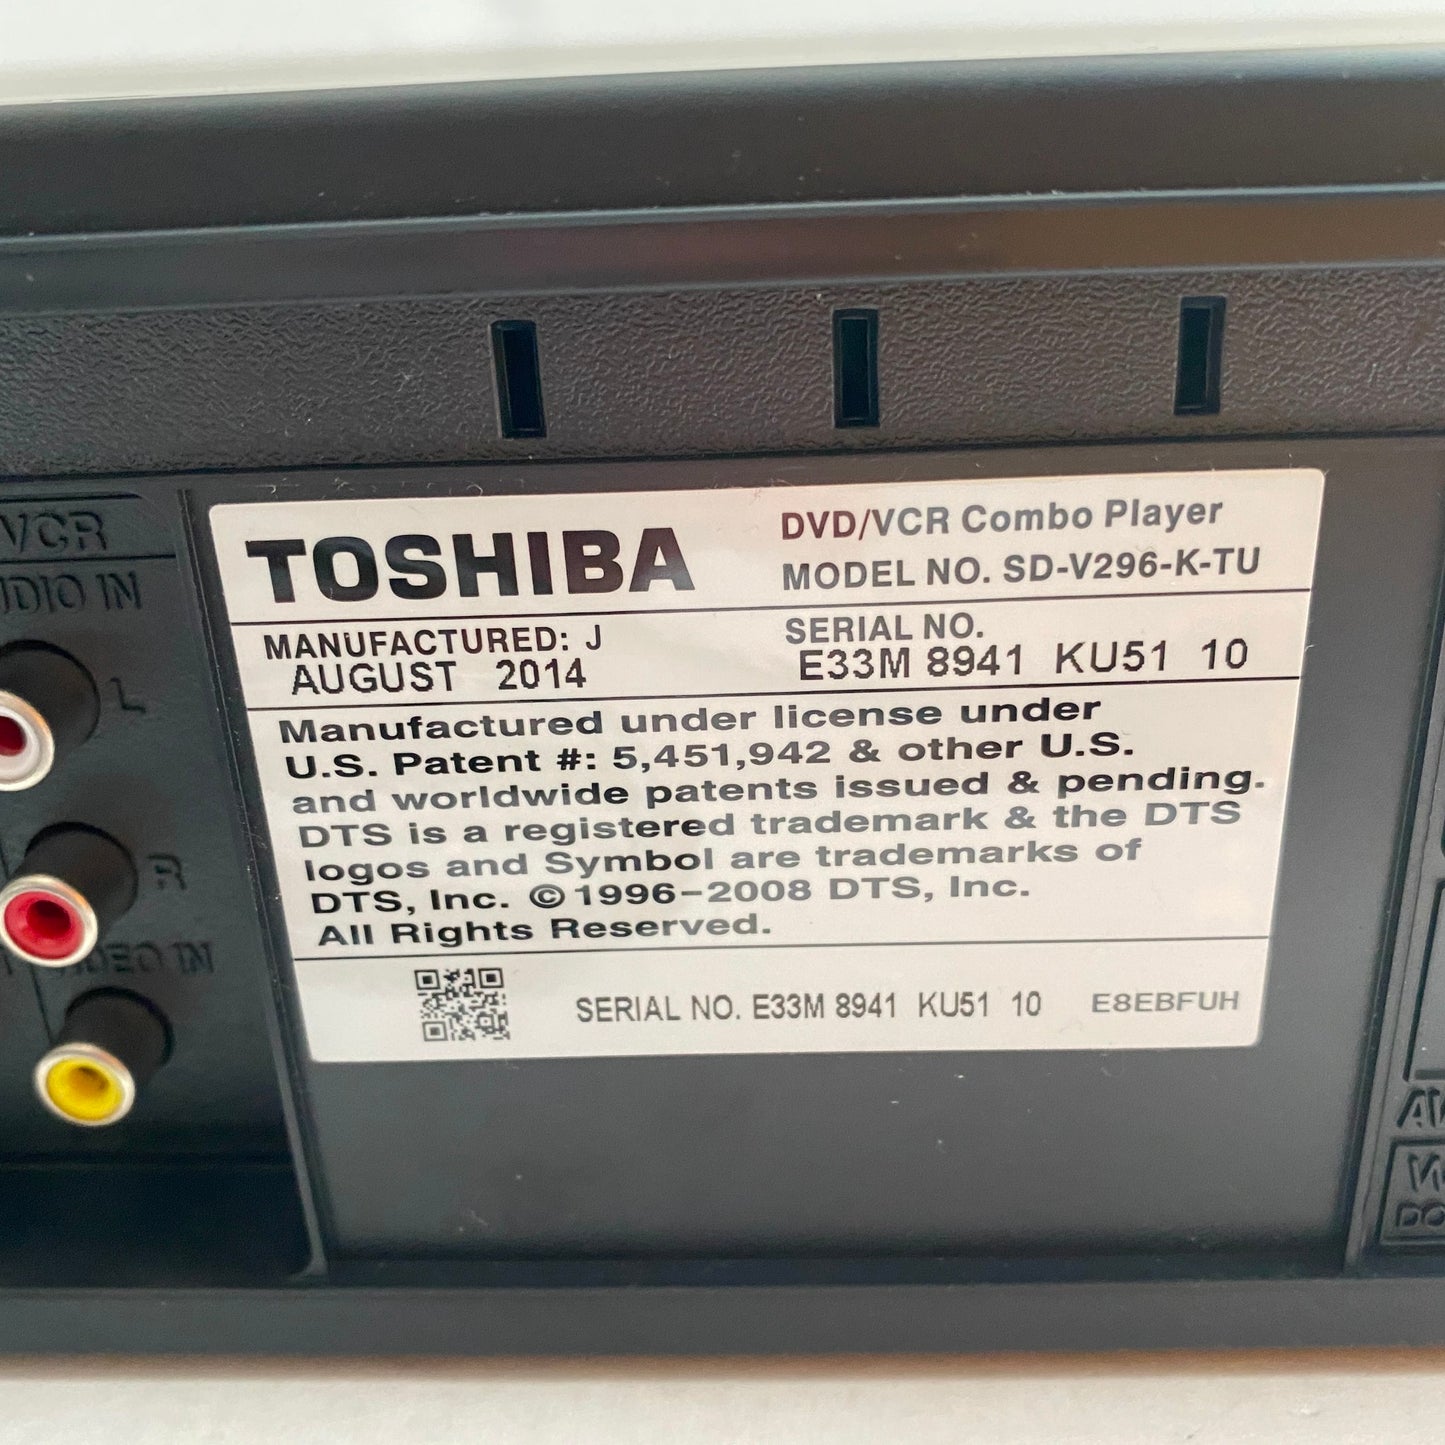 VCR
L
R
TOSHIBA
DVD/VCR Combo Player
MODEL NO. SD-V296-K-TU
MANUFACTURED: J
AUGUST 2014
SERIAL NO.
E33M 8941 KU51 10
Manufactured under license under
U.S. Patent #: 5,451,942 & other U.S.
and worldwide patents issued & pending.
DTS is a registered trademark & the DTS
logos and Symbol are trademarks of
DTS, Inc. ©1996-2008 DTS, Inc.
All Rights Reserved.
SERIAL NO. E33M 8941 KU51 10 E8EBFUH
IN
IN